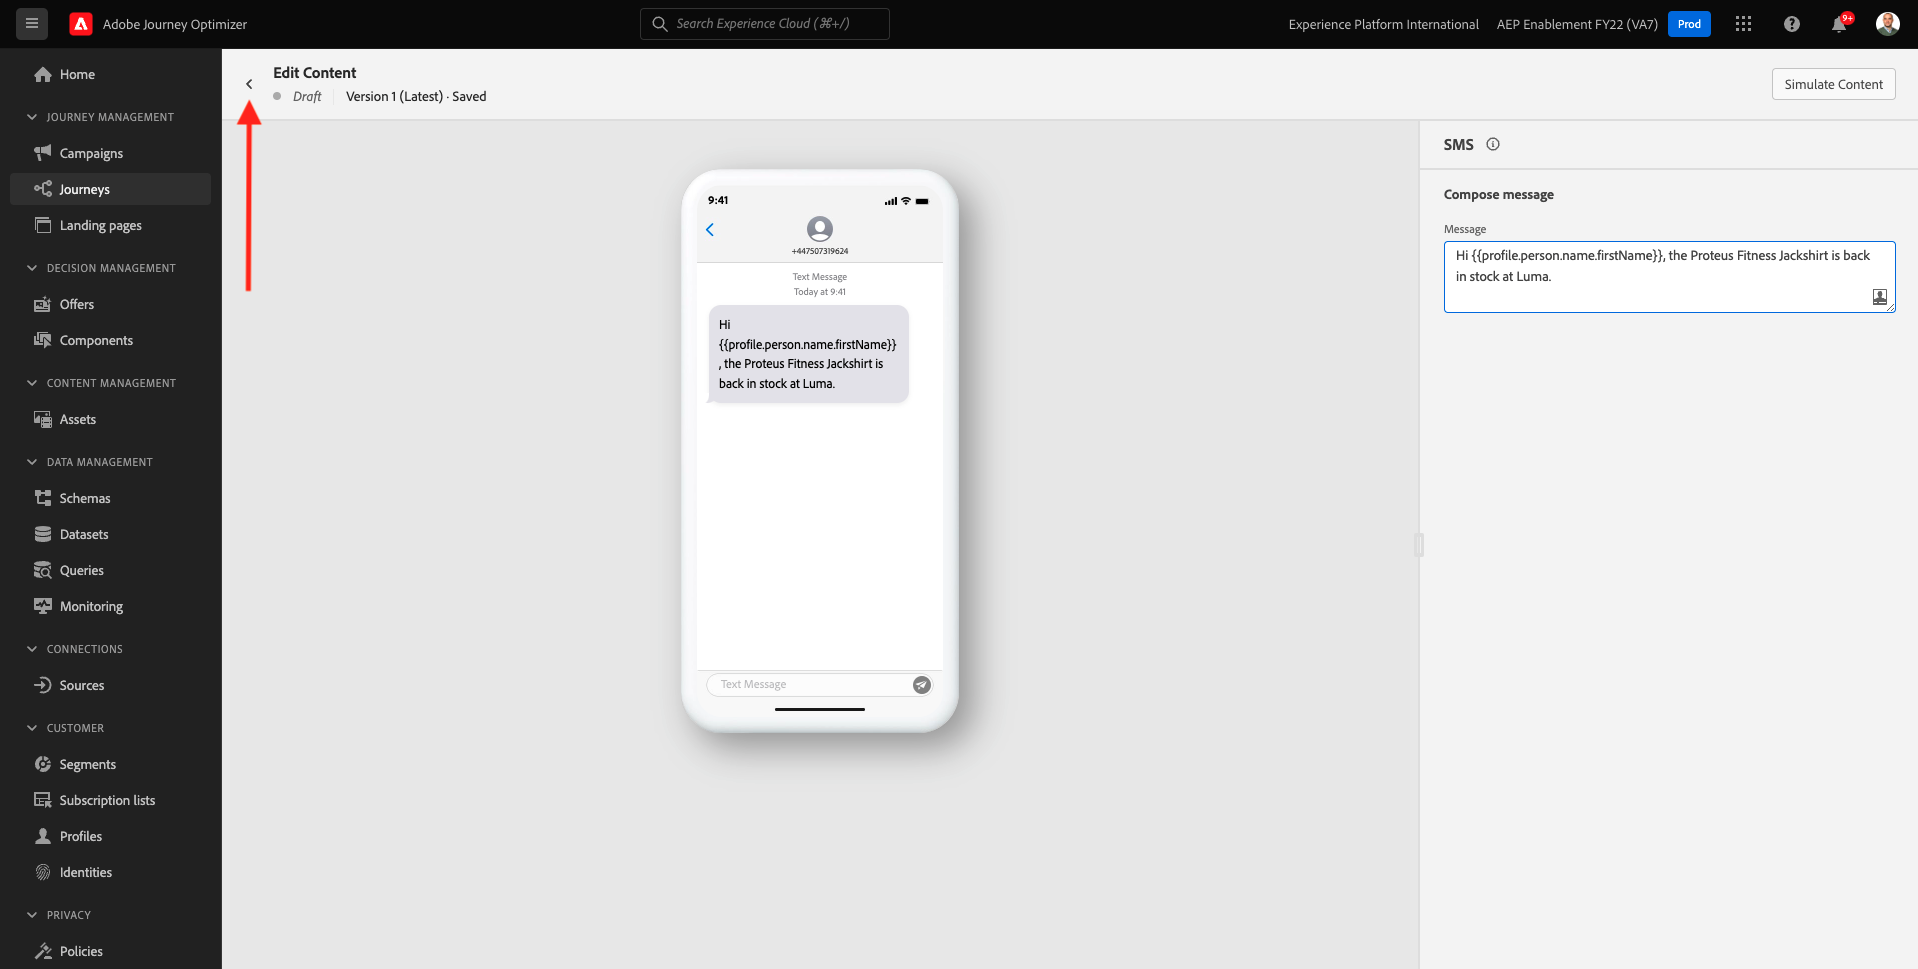 Adobe Journey Optimizer
Search Experience Cloud (⌘+/)
Experience Platform International
AEP Enablement FY22 (VA7)
Prod
9+
Home
JOURNEY MANAGEMENT
Campaigns
Journeys
Landing pages
DECISION MANAGEMENT
Offers
Components
CONTENT MANAGEMENT
Assets
DATA MANAGEMENT
Schemas
Datasets
Queries
Monitoring
CONNECTIONS
Sources
CUSTOMER
Segments
Subscription lists
Profiles
Identities
PRIVACY
Policies
Edit Content
Draft
Version 1 (Latest) · Saved
Simulate Content
9:41
+447507319624
Text Message
Today at 9:41
Hi
{{profile.person.name.firstName}}
, the Proteus Fitness Jackshirt is
back in stock at Luma.
Text Message
SMS
Compose message
Message
Hi {{profile.person.name.firstName}}, the Proteus Fitness Jackshirt is back
in stock at Luma.